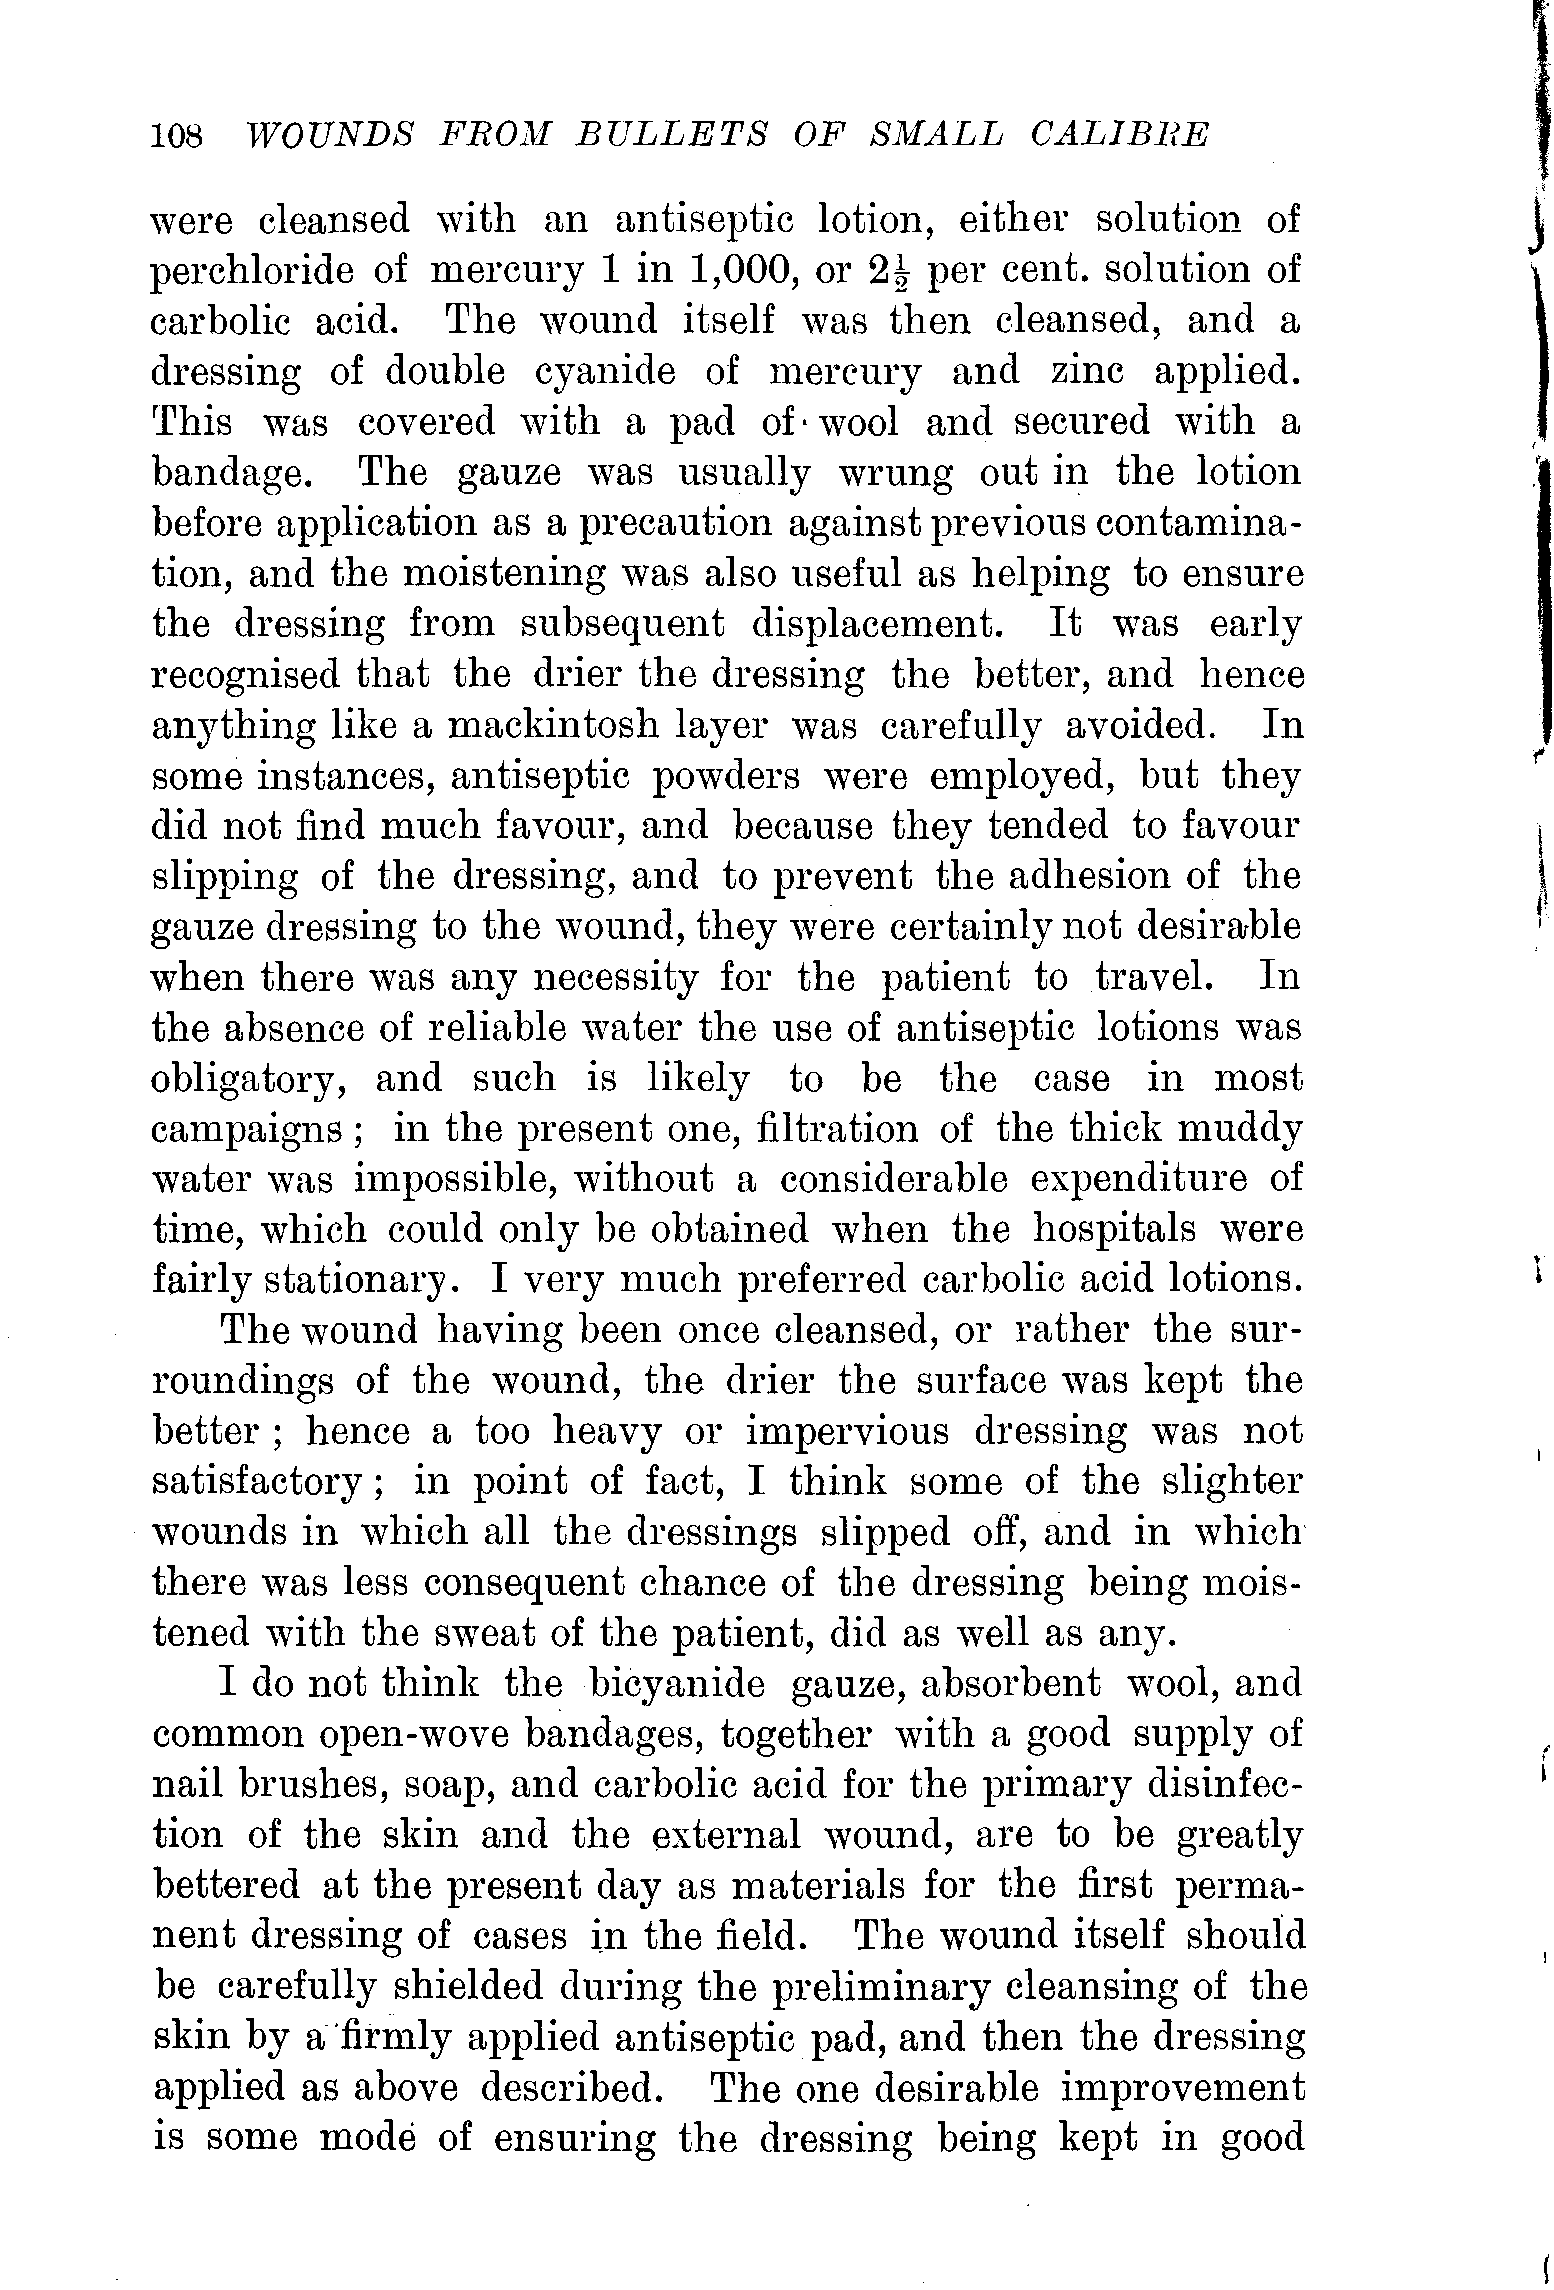 108 WOUNDS FROM BULLETS OF SMALL CALIBRE
were cleansed with an antiseptic lotion, either solution of
perchloride of mercury 1 in 1,000, or 2½ per cent. solution of
carbolic acid. The wound itself was then cleansed, and a
dressing of double cyanide of mercury and zinc applied.
This was covered with a pad of wool and secured with a
bandage. The gauze was usually wrung out in the lotion
before application as a precaution against previous contamina-
tion, and the moistening was also useful as helping to ensure
the dressing from subsequent displacement. It was early
recognised that the drier the dressing the better, and hence
anything like a mackintosh layer was carefully avoided. In
some instances, antiseptic powders were employed, but they
did not find much favour, and because they tended to favour
slipping of the dressing, and to prevent the adhesion of the
gauze dressing to the wound, they were certainly not desirable
when there was any necessity for the patient to travel. In
the absence of reliable water the use of antiseptic lotions was
obligatory, and such is likely to be the case in most
campaigns ; in the present one, filtration of the thick muddy
water was impossible, without a considerable expenditure of
time, which could only be obtained when the hospitals were
fairly stationary. I very much preferred carbolic acid lotions.
The wound having been once cleansed, or rather the sur-
roundings of the wound, the drier the surface was kept the
better ; hence a too heavy or impervious dressing was not
satisfactory ; in point of fact, I think some of the slighter
wounds in which all the dressings slipped off, and in which
there was less consequent chance of the dressing being mois-
tened with the sweat of the patient, did as well as any.
I do not think the bicyanide gauze, absorbent wool, and
common open-wove bandages, together with a good supply of
nail brushes, soap, and carbolic acid for the primary disinfec-
tion of the skin and the external wound, are to be greatly
bettered at the present day as materials for the first perma-
nent dressing of cases in the field. The wound itself should
be carefully shielded during the preliminary cleansing of the
skin by a firmly applied antiseptic pad, and then the dressing
applied as above described. The one desirable improvement
is some mode of ensuring the dressing being kept in good